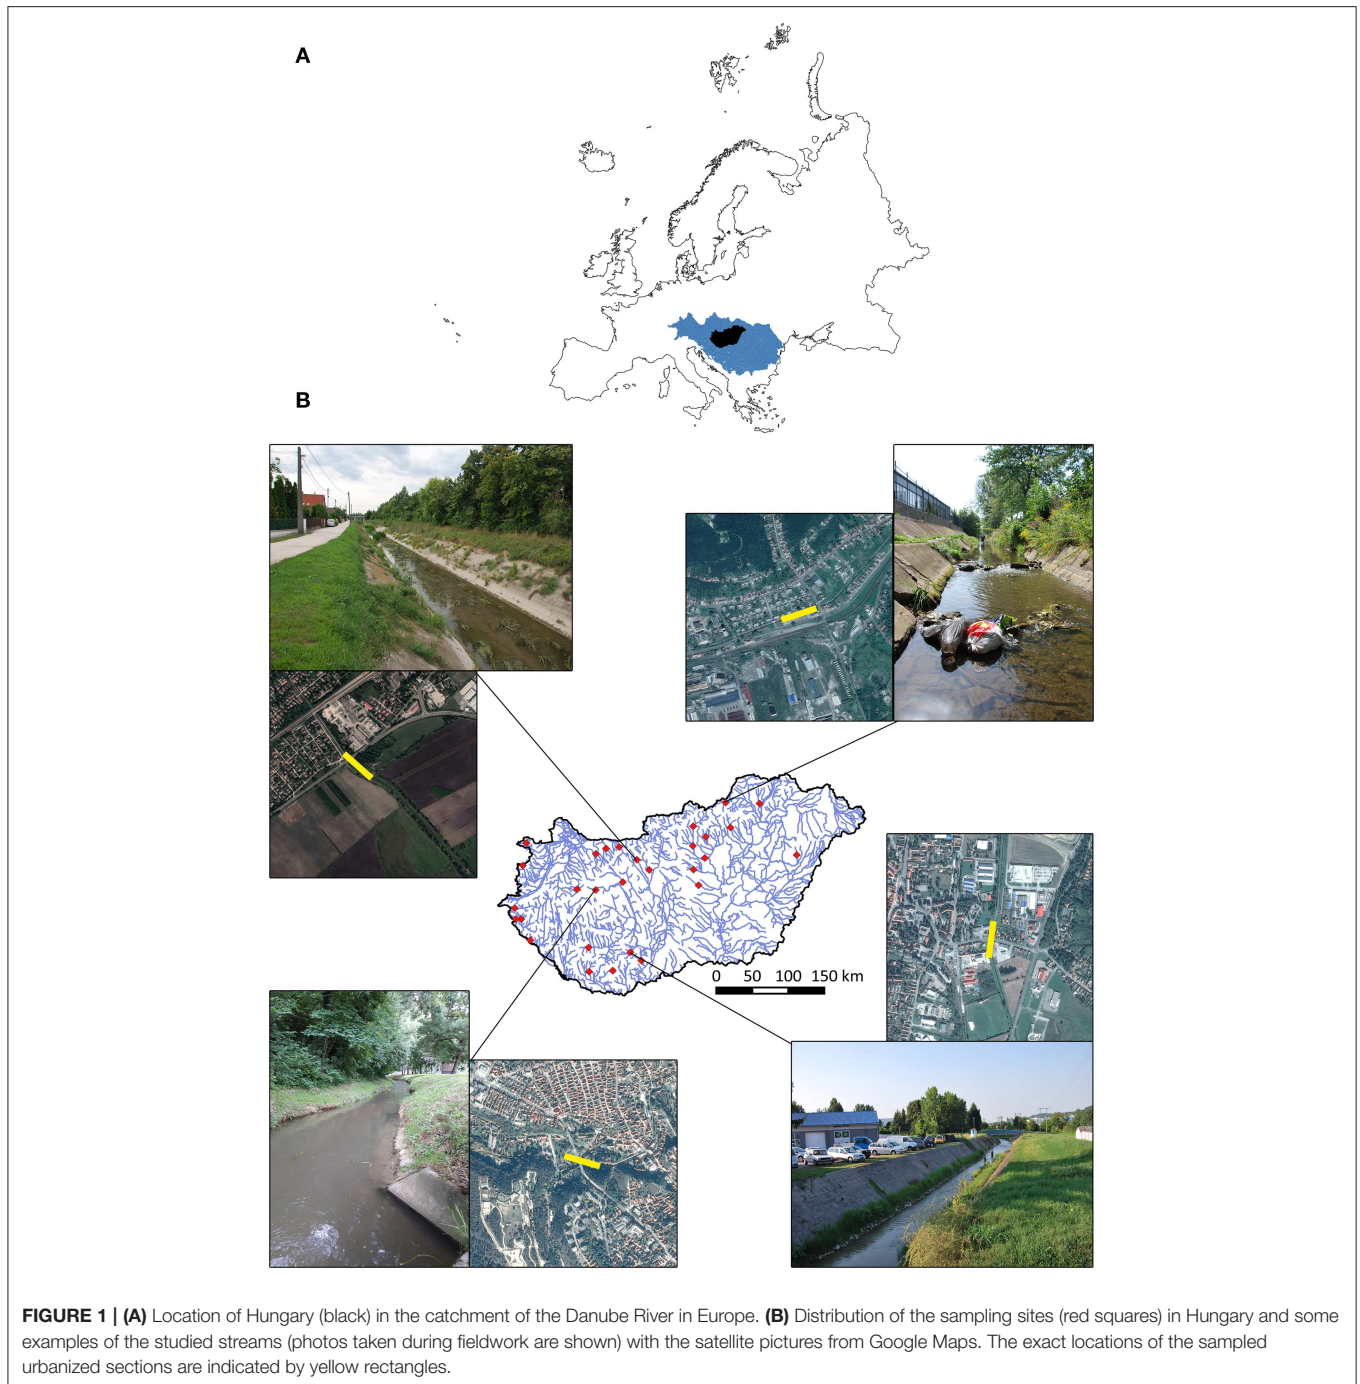 A
B
0 50 100 150 km
FIGURE 1 | (A) Location of Hungary (black) in the catchment of the Danube River in Europe. (B) Distribution of the sampling sites (red squares) in Hungary and some
examples of the studied streams (photos taken during fieldwork are shown) with the satellite pictures from Google Maps. The exact locations of the sampled
urbanized sections are indicated by yellow rectangles.